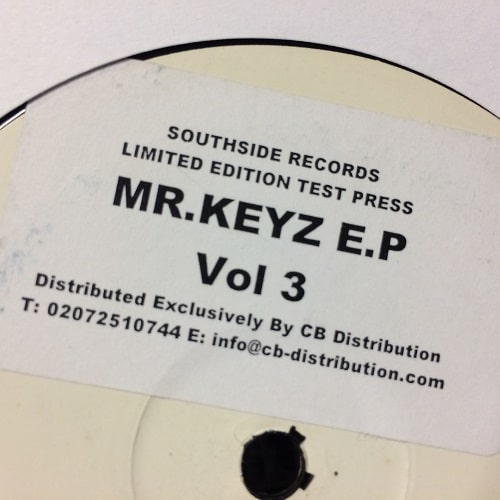 SOUTHSIDE RECORDS
LIMITED EDITION TEST PRESS
MR.KEYZ E.P
Vol 3
Distributed Exclusively By CB Distribution
T: 02072510744 E: info@cb-distribution.com